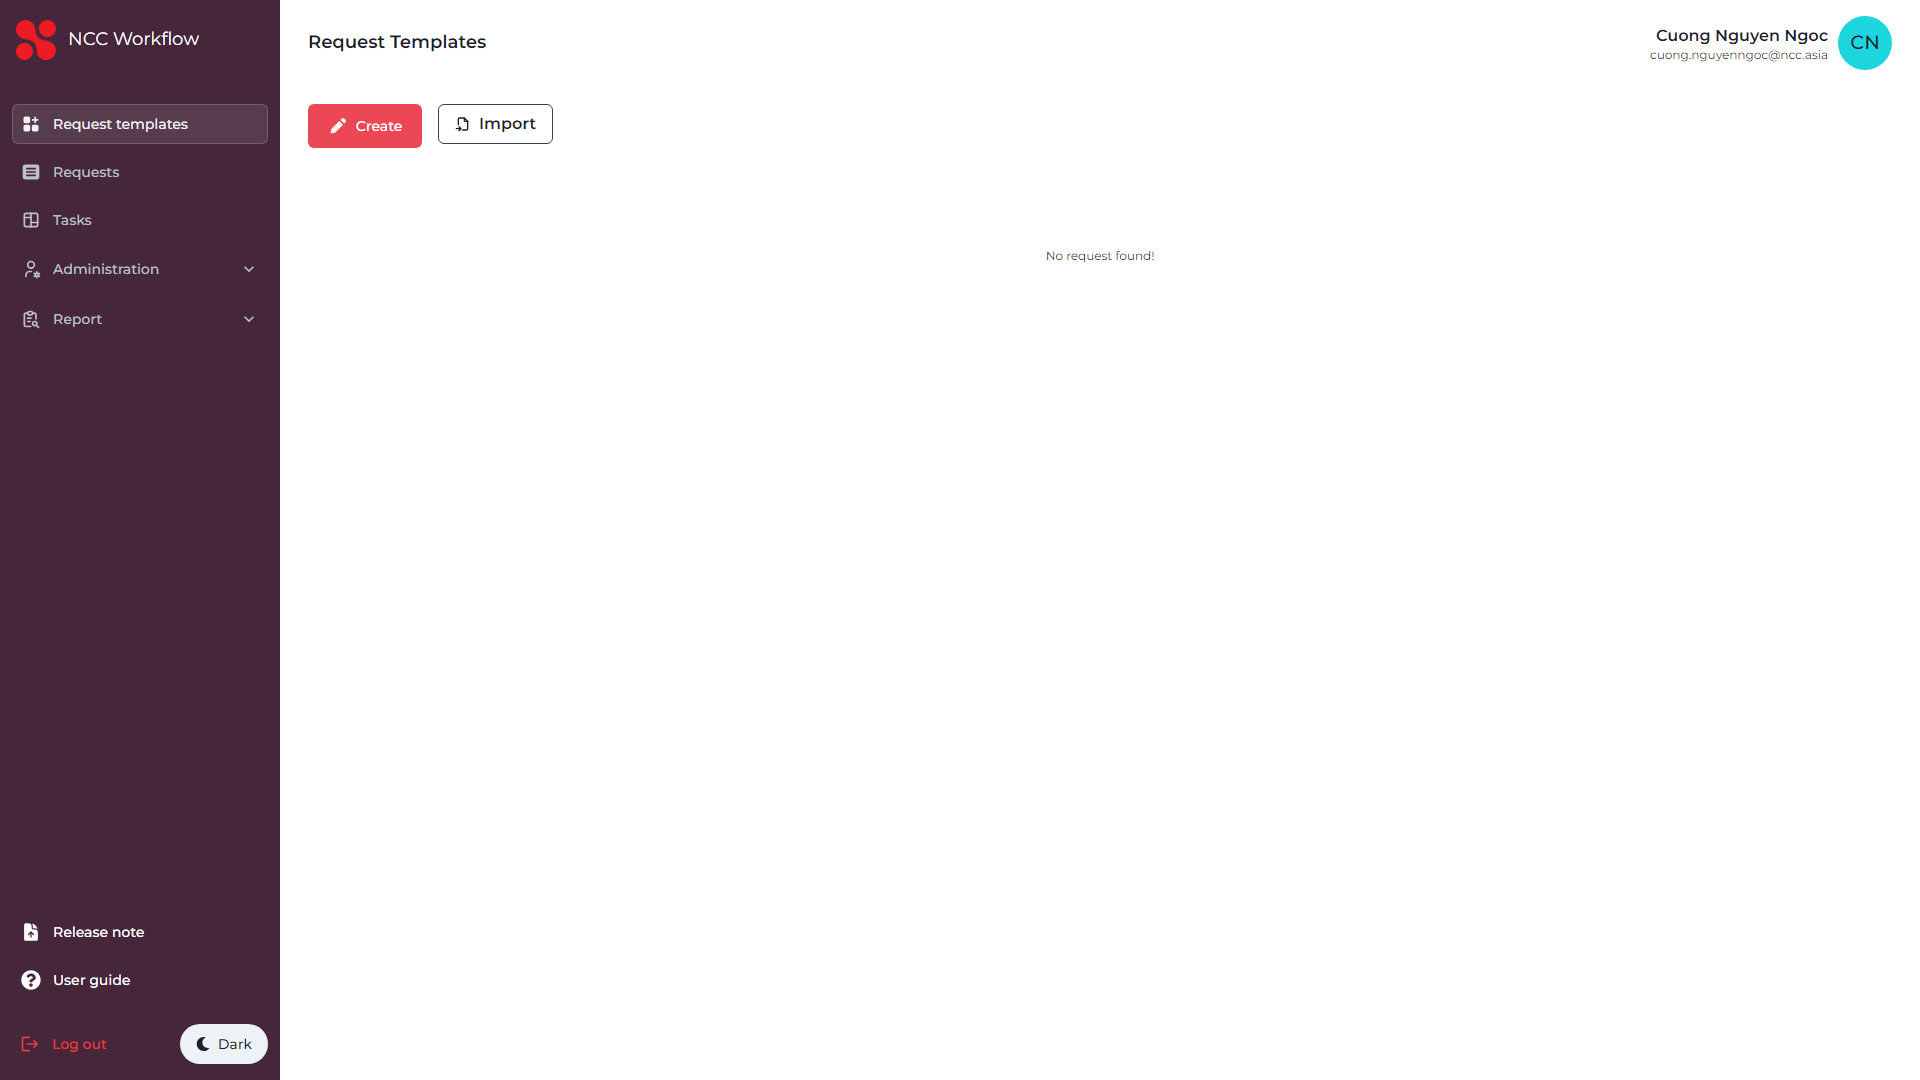 NCC Workflow
Request templates
Requests
Tasks
Administration
Report
Release note
User guide
Log out
Dark
Request Templates
Cuong Nguyen Ngoc
cuong.nguyenngoc@ncc.asia
CN
Create
Import
No request found!